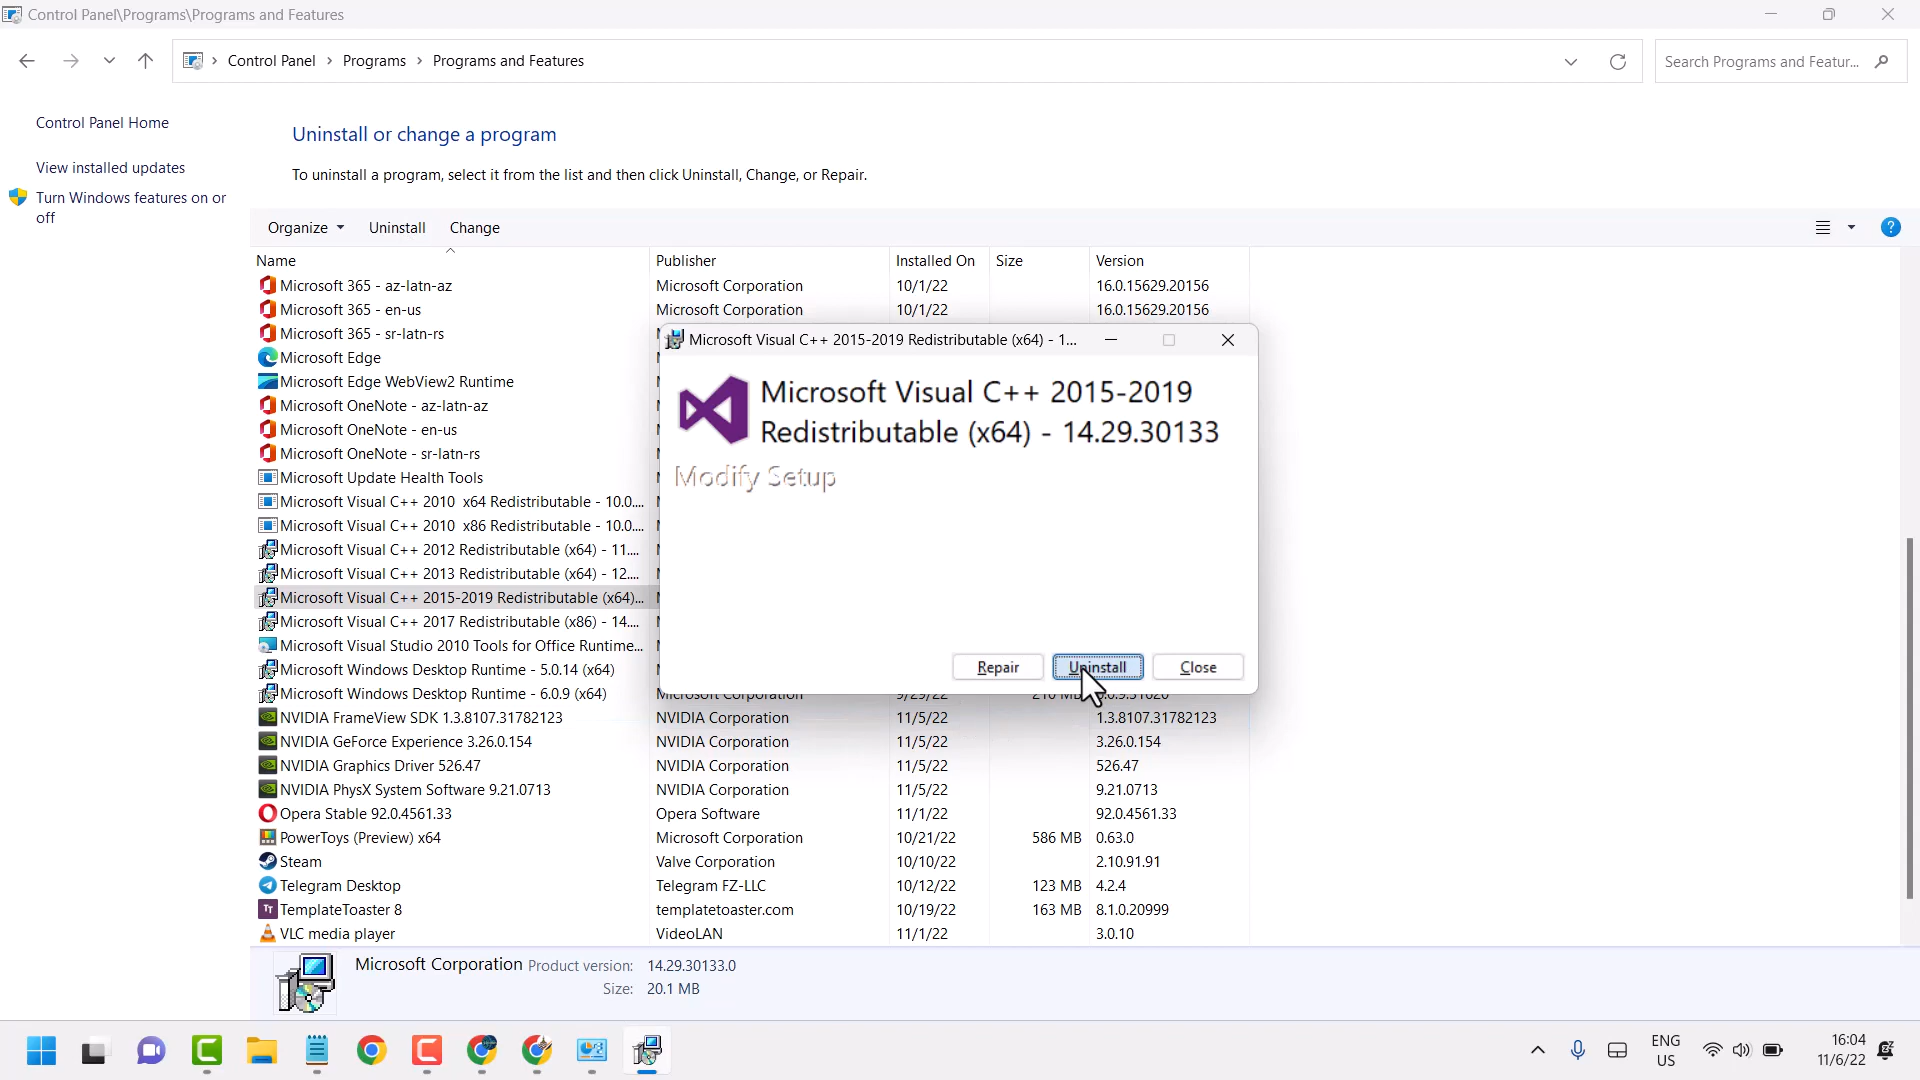 Control Panel\Programs\Programs and Features
Control Panel > Programs > Programs and Features
Search Programs and Featur...
Control Panel Home
View installed updates
Turn Windows features on or
off
Uninstall or change a program
To uninstall a program, select it from the list and then click Uninstall, Change, or Repair.
Organize Uninstall Change
Name Publisher Installed On Size Version
Microsoft 365 - az-latn-az Microsoft Corporation 10/1/22 16.0.15629.20156
Microsoft 365 - en-us Microsoft Corporation 10/1/22 16.0.15629.20156
Microsoft 365 - sr-latn-rs
Microsoft Edge
Microsoft Edge WebView2 Runtime
Microsoft OneNote - az-latn-az
Microsoft OneNote - en-us
Microsoft OneNote - sr-latn-rs
Microsoft Update Health Tools
Microsoft Visual C++ 2010 x64 Redistributable - 10.0....
Microsoft Visual C++ 2010 x86 Redistributable - 10.0....
Microsoft Visual C++ 2012 Redistributable (x64) - 11....
Microsoft Visual C++ 2013 Redistributable (x64) - 12....
Microsoft Visual C++ 2015-2019 Redistributable (x64)...
Microsoft Visual C++ 2017 Redistributable (x86) - 14....
Microsoft Visual Studio 2010 Tools for Office Runtime...
Microsoft Windows Desktop Runtime - 5.0.14 (x64)
Microsoft Windows Desktop Runtime - 6.0.9 (x64) Microsoft Corporation 9/29/22 210 MB
NVIDIA FrameView SDK 1.3.8107.31782123 NVIDIA Corporation 11/5/22 1.3.8107.31782123
NVIDIA GeForce Experience 3.26.0.154 NVIDIA Corporation 11/5/22 3.26.0.154
NVIDIA Graphics Driver 526.47 NVIDIA Corporation 11/5/22 526.47
NVIDIA PhysX System Software 9.21.0713 NVIDIA Corporation 11/5/22 9.21.0713
Opera Stable 92.0.4561.33 Opera Software 11/1/22 92.0.4561.33
PowerToys (Preview) x64 Microsoft Corporation 10/21/22 586 MB 0.63.0
Steam Valve Corporation 10/10/22 2.10.91.91
Telegram Desktop Telegram FZ-LLC 10/12/22 123 MB 4.2.4
TemplateToaster 8 templatetoaster.com 10/19/22 163 MB 8.1.0.20999
VLC media player VideoLAN 11/1/22 3.0.10
Microsoft Visual C++ 2015-2019 Redistributable (x64) - 1...
Microsoft Visual C++ 2015-2019
Redistributable (x64) - 14.29.30133
Modify Setup
Repair Uninstall Close
Microsoft Corporation Product version: 14.29.30133.0
Size: 20.1 MB
ENG
US
16:04
11/6/22